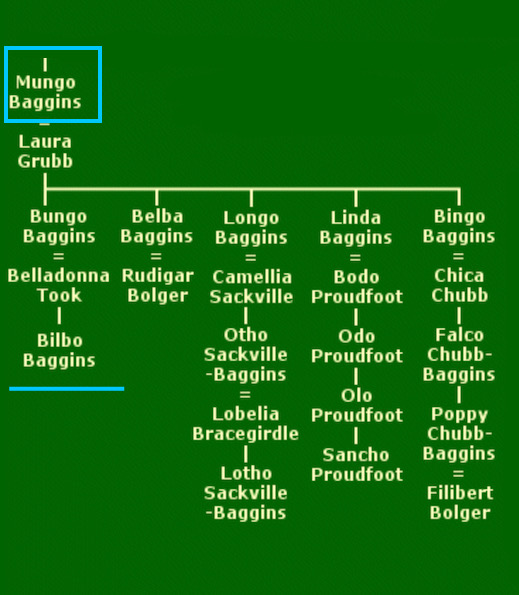 Mungo
Baggins
=
Laura
Grubb
Bungo
Baggins
=
Belladonna
Took
Bilbo
Baggins
Belba
Baggins
=
Rudigar
Bolger
Longo
Baggins
=
Camellia
Sackville
Otho
Sackville
-Baggins
=
Lobelia
Bracegirdle
Lotho
Sackville
-Baggins
Linda
Baggins
=
Bodo
Proudfoot
Odo
Proudfoot
Olo
Proudfoot
Sancho
Proudfoot
Bingo
Baggins
=
Chica
Chubb
Falco
Chubb-
Baggins
Poppy
Chubb-
Baggins
=
Filibert
Bolger